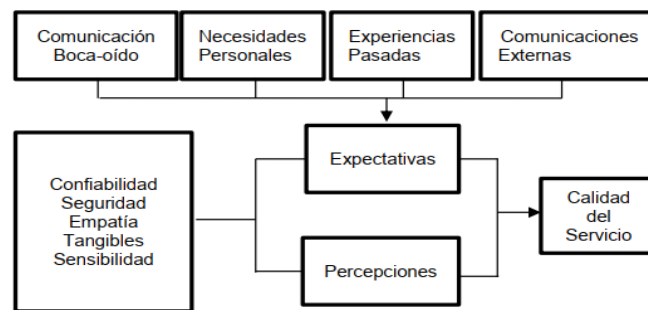 Comunicación
Boca-oído
Necesidades
Personales
Experiencias
Pasadas
Comunicaciones
Externas
Confiabilidad
Seguridad
Empatía
Tangibles
Sensibilidad
Expectativas
Percepciones
Calidad
del
Servicio